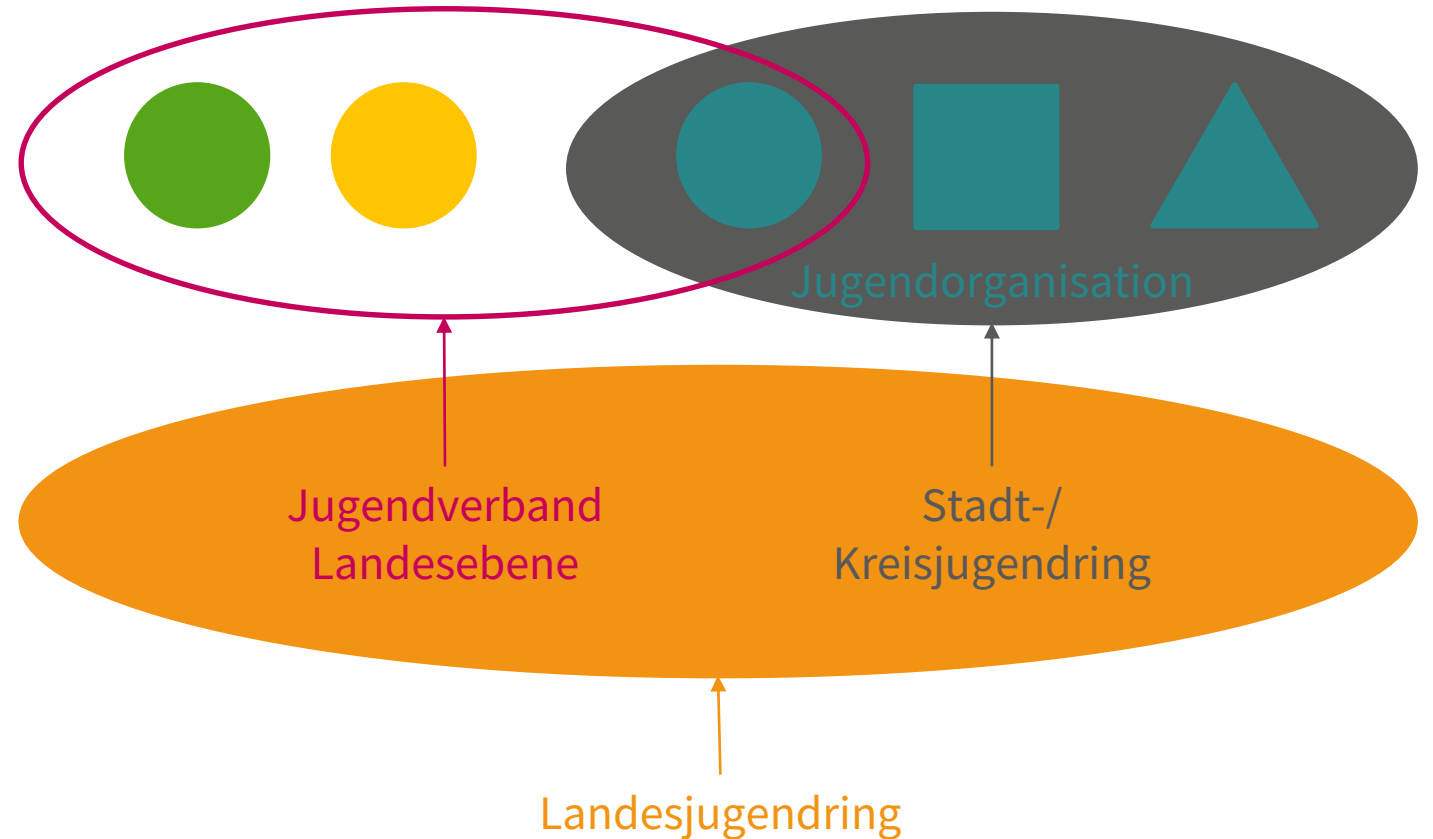 Jugendorganisation
Jugendverband
Landesebene
Stadt-/
Kreisjugendring
Landesjugendring